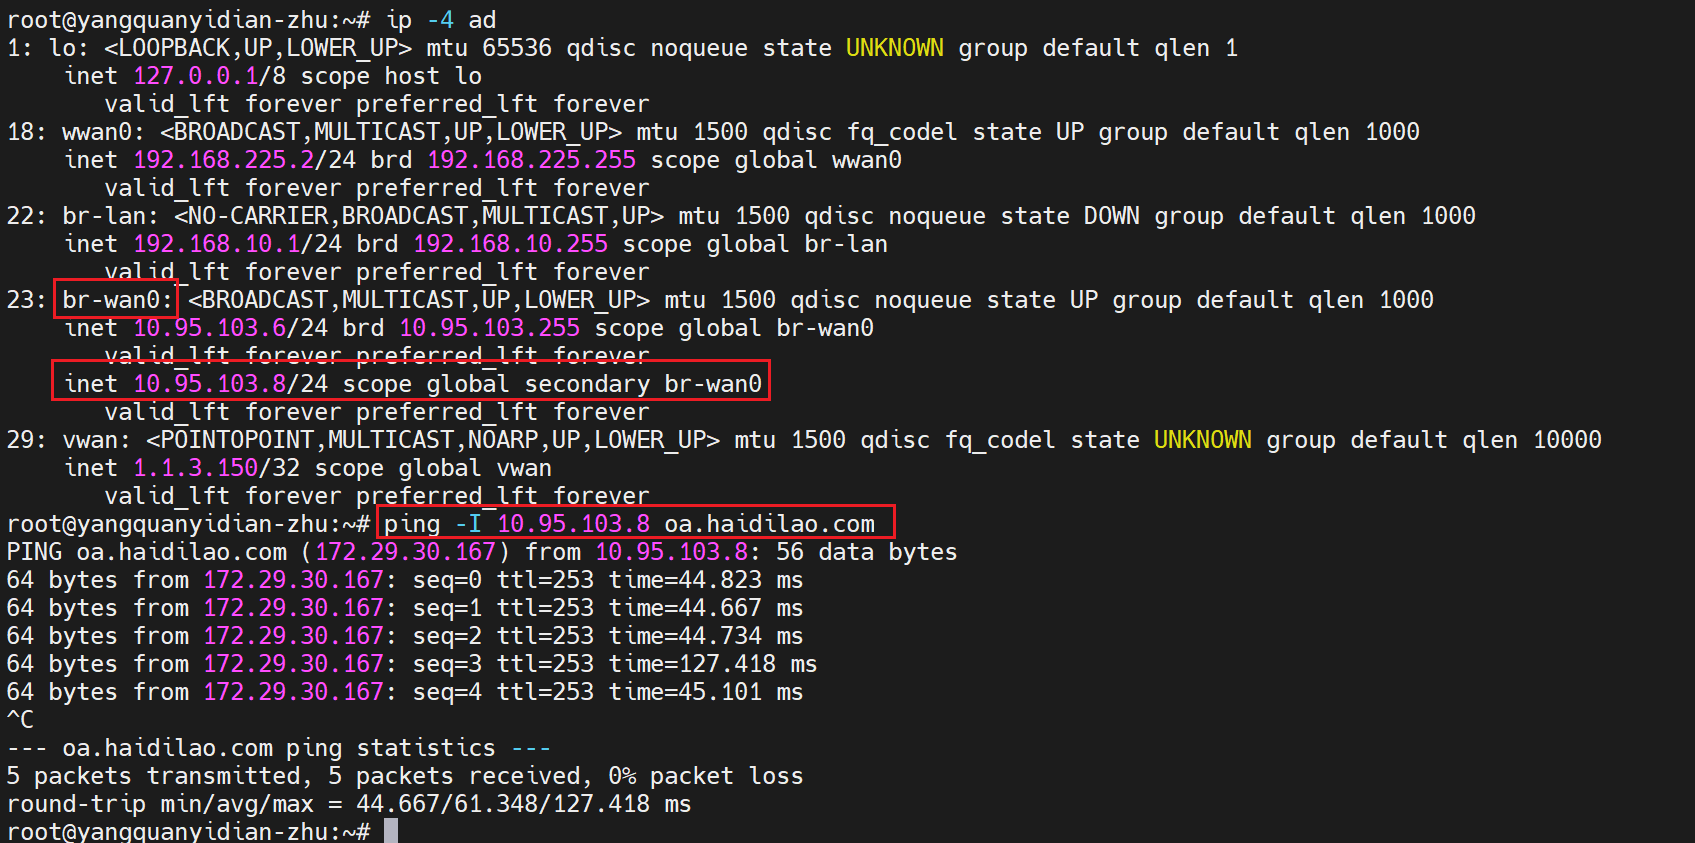 root@yangquanyidian-zhu:~# ip -4 ad
1: lo: <LOOPBACK,UP,LOWER_UP> mtu 65536 qdisc noqueue state UNKNOWN group default qlen 1
    inet 127.0.0.1/8 scope host lo
       valid_lft forever preferred_lft forever
18: wwan0: <BROADCAST,MULTICAST,UP,LOWER_UP> mtu 1500 qdisc fq_codel state UP group default qlen 1000
    inet 192.168.225.2/24 brd 192.168.225.255 scope global wwan0
       valid_lft forever preferred_lft forever
22: br-lan: <NO-CARRIER,BROADCAST,MULTICAST,UP> mtu 1500 qdisc noqueue state DOWN group default qlen 1000
    inet 192.168.10.1/24 brd 192.168.10.255 scope global br-lan
       valid_lft forever preferred_lft forever
23: br-wan0: <BROADCAST,MULTICAST,UP,LOWER_UP> mtu 1500 qdisc noqueue state UP group default qlen 1000
    inet 10.95.103.6/24 brd 10.95.103.255 scope global br-wan0
       valid_lft forever preferred_lft forever
    inet 10.95.103.8/24 scope global secondary br-wan0
       valid_lft forever preferred_lft forever
29: vwan: <POINTOPOINT,MULTICAST,NOARP,UP,LOWER_UP> mtu 1500 qdisc fq_codel state UNKNOWN group default qlen 10000
    inet 1.1.3.150/32 scope global vwan
       valid_lft forever preferred_lft forever
root@yangquanyidian-zhu:~# ping -I 10.95.103.8 oa.haidilao.com
PING oa.haidilao.com (172.29.30.167) from 10.95.103.8: 56 data bytes
64 bytes from 172.29.30.167: seq=0 ttl=253 time=44.823 ms
64 bytes from 172.29.30.167: seq=1 ttl=253 time=44.667 ms
64 bytes from 172.29.30.167: seq=2 ttl=253 time=44.734 ms
64 bytes from 172.29.30.167: seq=3 ttl=253 time=127.418 ms
64 bytes from 172.29.30.167: seq=4 ttl=253 time=45.101 ms
^C
--- oa.haidilao.com ping statistics ---
5 packets transmitted, 5 packets received, 0% packet loss
round-trip min/avg/max = 44.667/61.348/127.418 ms
root@yangquanyidian-zhu:~#